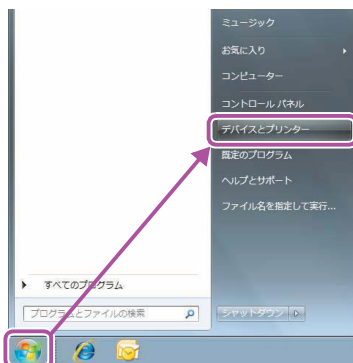 ミュージック
お気に入り
コンピューター
コントロール パネル
デバイスとプリンター
既定のプログラム
ヘルプとサポート
ファイル名を指定して実行...
すべてのプログラム
プログラムとファイルの検索
シャットダウン